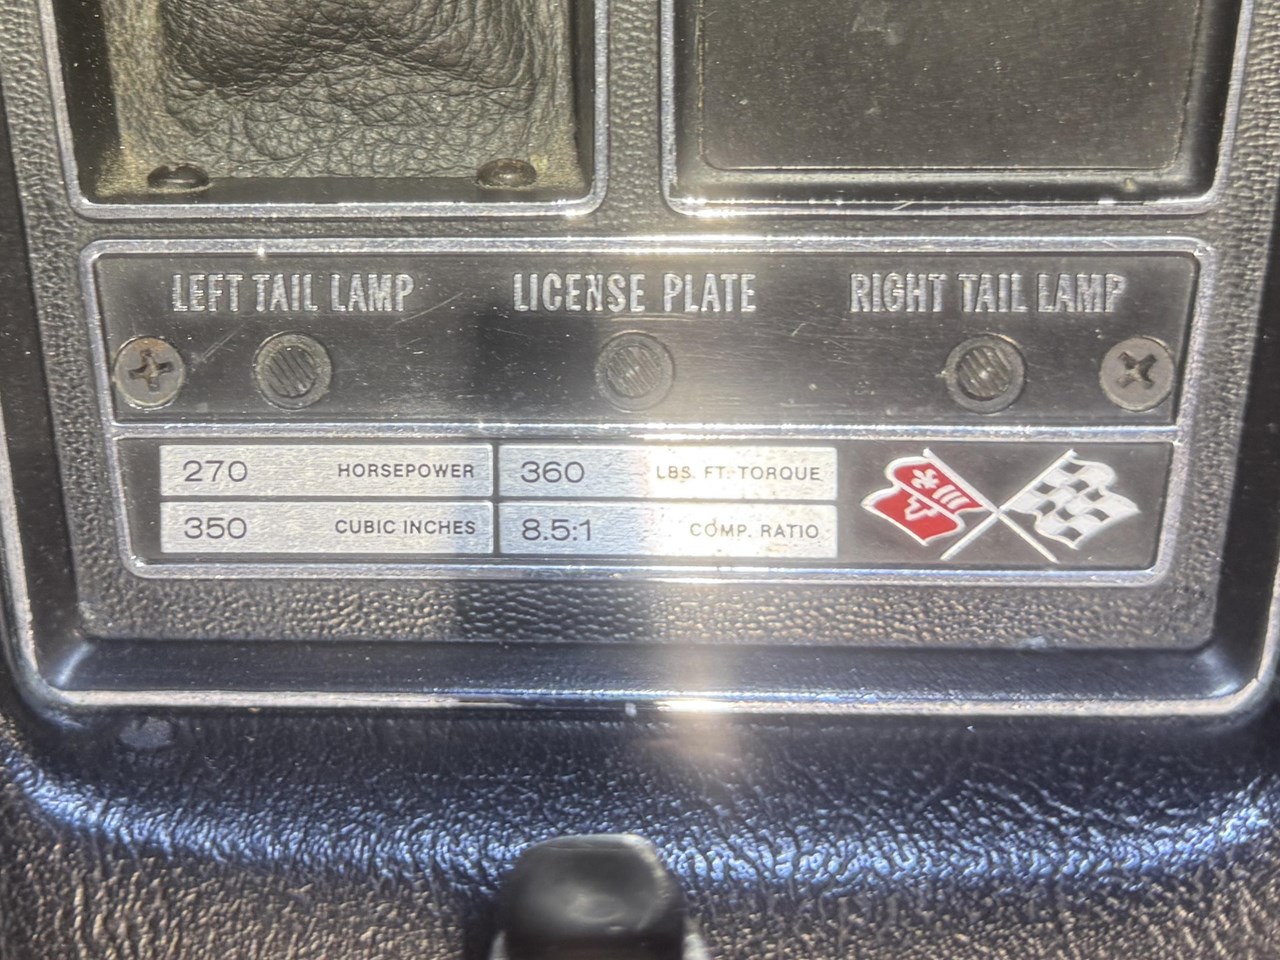 LEFT TAIL LAMP LICENSE PLATE RIGHT TAIL LAMP
270 HORSEPOWER 360 LBS. FT. TORQUE
350 CUBIC INCHES 8.5:1 COMP. RATIO